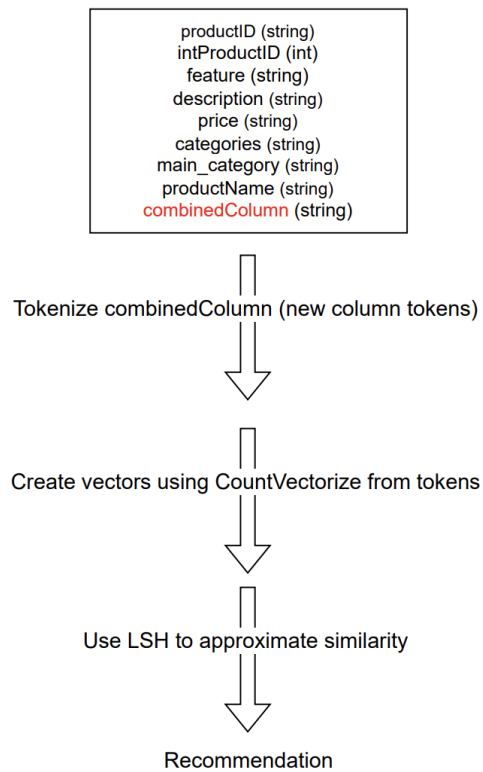 productID (string)
intProductID (int)
feature (string)
description (string)
price (string)
categories (string)
main_category (string)
productName (string)
combinedColumn (string)
Tokenize combinedColumn (new column tokens)
Create vectors using CountVectorize from tokens
Use LSH to approximate similarity
Recommendation